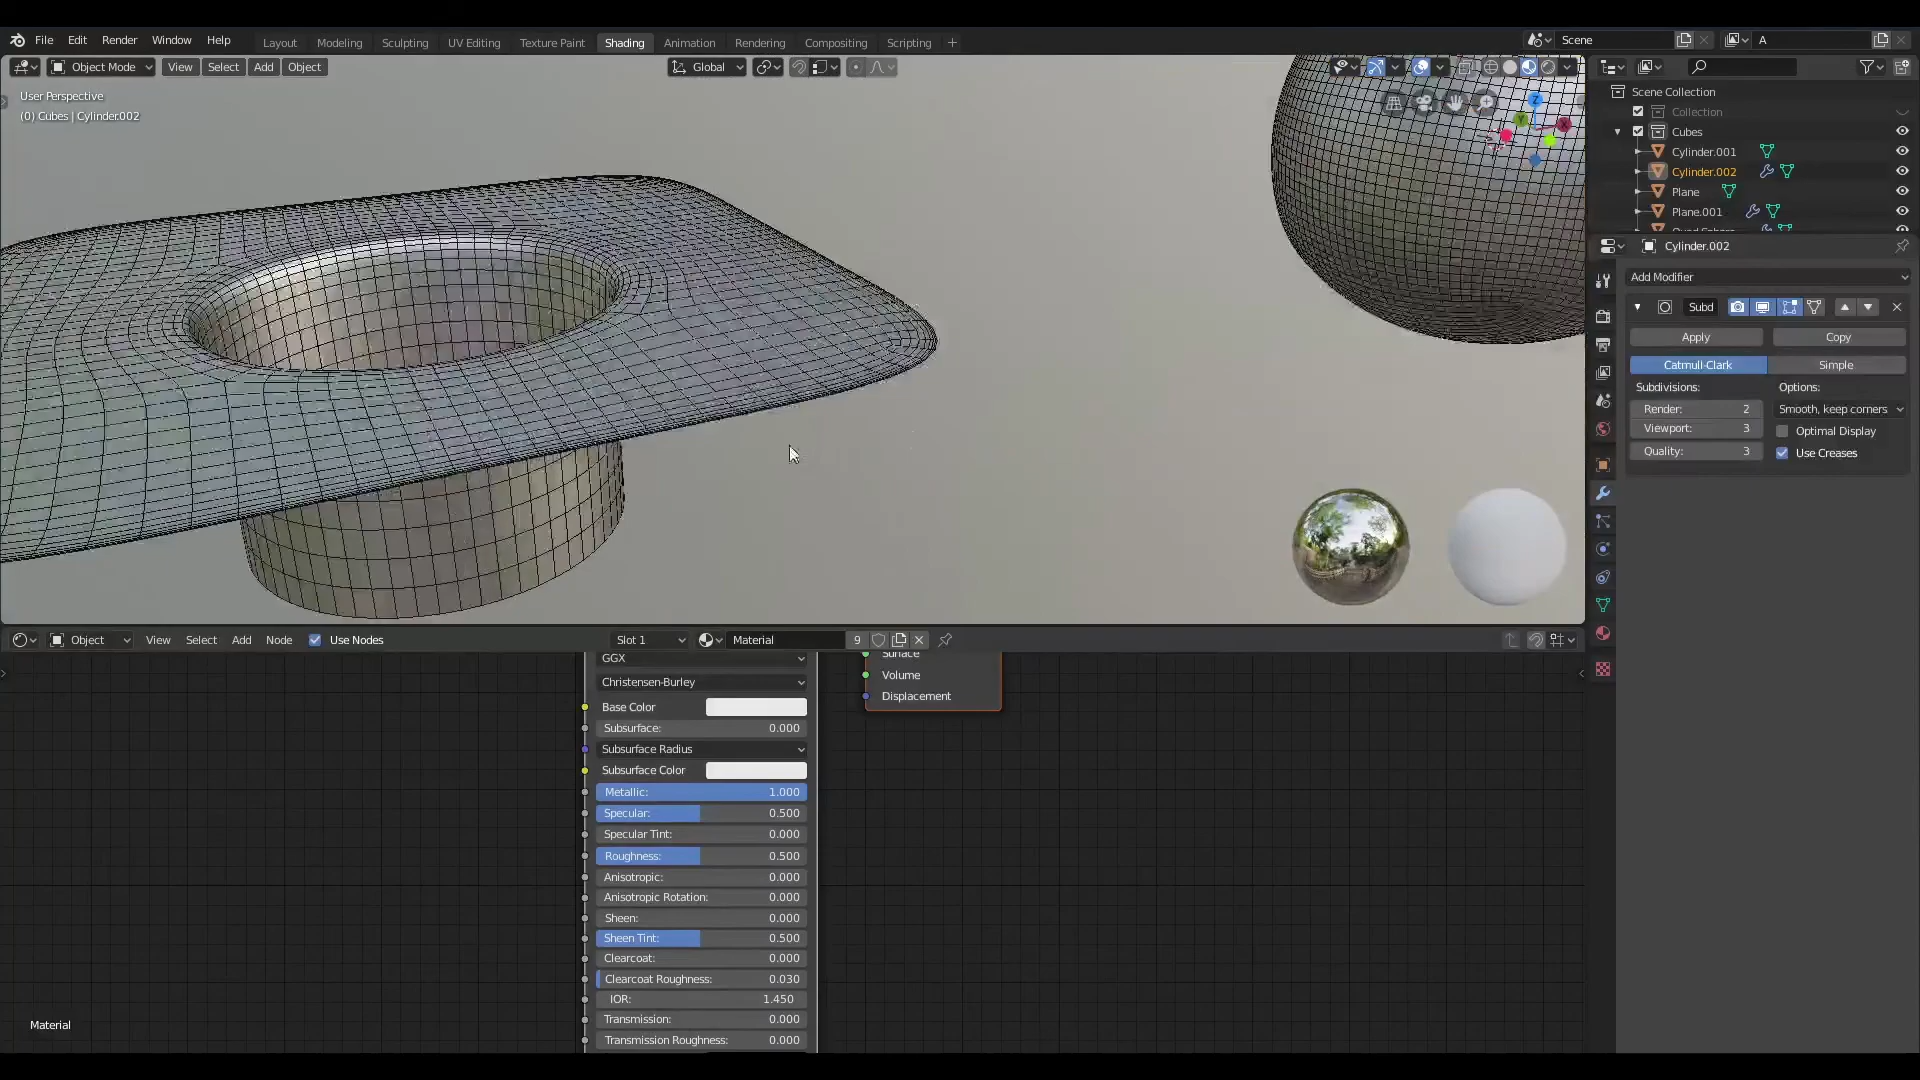 File Edit Render Window Help
Layout Modeling Sculpting UV Editing Texture Paint Shading Animation Rendering Compositing Scripting +
Scene
A
Object Mode View Select Add Object
Global
User Perspective
(0) Cubes | Cylinder.002
Z
Y
X
Scene Collection
Collection
Cubes
Cylinder.001
Cylinder.002
Plane
Plane.001
Cylinder.002
Add Modifier
Subd
Apply Copy
Catmull-Clark Simple
Subdivisions: Options:
Render: 2 Smooth, keep corners
Viewport: 3 Optimal Display
Quality: 3 Use Creases
Object View Select Add Node Use Nodes
Slot 1 Material 9
GGX
Christensen-Burley
Base Color
Subsurface: 0.000
Subsurface Radius
Subsurface Color
Metallic: 1.000
Specular: 0.500
Specular Tint: 0.000
Roughness: 0.500
Anisotropic: 0.000
Anisotropic Rotation: 0.000
Sheen: 0.000
Sheen Tint: 0.500
Clearcoat: 0.000
Clearcoat Roughness: 0.030
IOR: 1.450
Transmission: 0.000
Transmission Roughness: 0.000
Surface
Volume
Displacement
Material